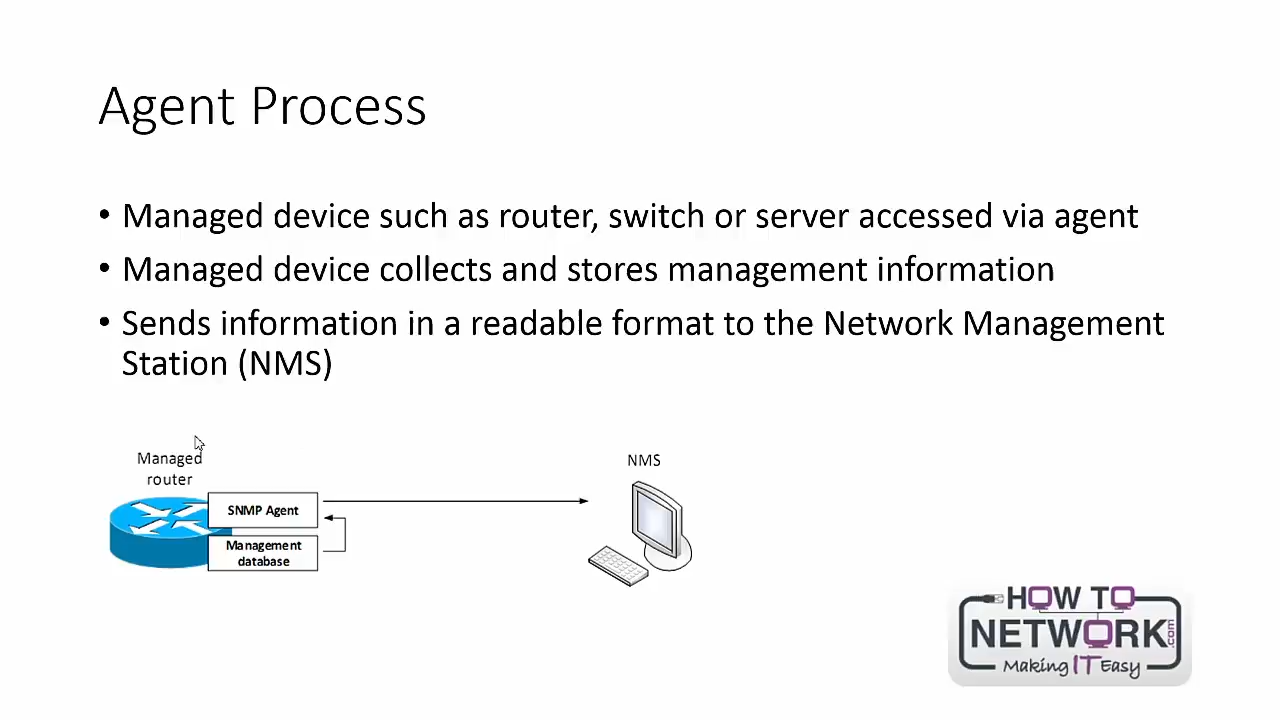 Agent Process
• Managed device such as router, switch or server accessed via agent
• Managed device collects and stores management information
• Sends information in a readable format to the Network Management
Station (NMS)
Managed
router
NMS
SNMP Agent
Management
database
HOW TO
NETWORK.com
Making IT Easy